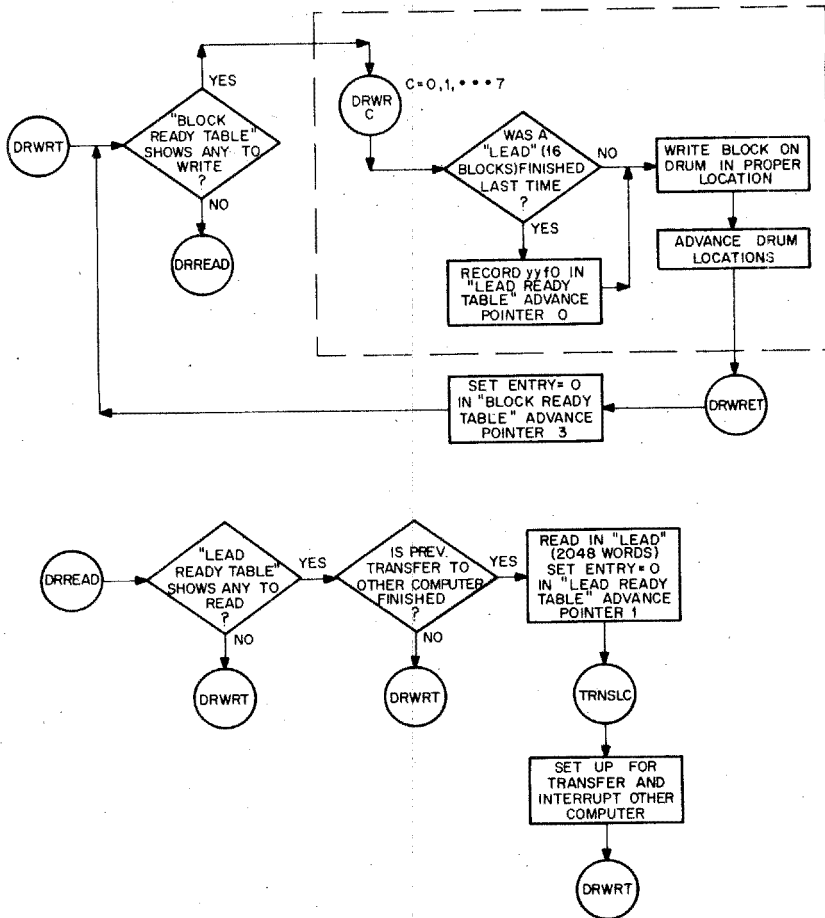 YES
DRWRT
"BLOCK
READY TABLE"
SHOWS ANY TO
WRITE
?
NO
DRREAD
DRWR
C
C=0,1, • • • 7
WAS A
"LEAD" (16
BLOCKS) FINISHED
LAST TIME
?
NO
YES
RECORD yyf0 IN
"LEAD READY
TABLE" ADVANCE
POINTER 0
WRITE BLOCK ON
DRUM IN PROPER
LOCATION
ADVANCE DRUM
LOCATIONS
DRWRET
SET ENTRY= 0
IN "BLOCK READY
TABLE" ADVANCE
POINTER 3
DRREAD
"LEAD
READY TABLE"
SHOWS ANY TO
READ
?
YES
NO
DRWRT
IS PREV.
TRANSFER TO
OTHER COMPUTER
FINISHED
?
YES
NO
DRWRT
READ IN "LEAD"
(2048 WORDS)
SET ENTRY=0
IN "LEAD READY
TABLE" ADVANCE
POINTER 1
TRNSLC
SET UP FOR
TRANSFER AND
INTERRUPT OTHER
COMPUTER
DRWRT